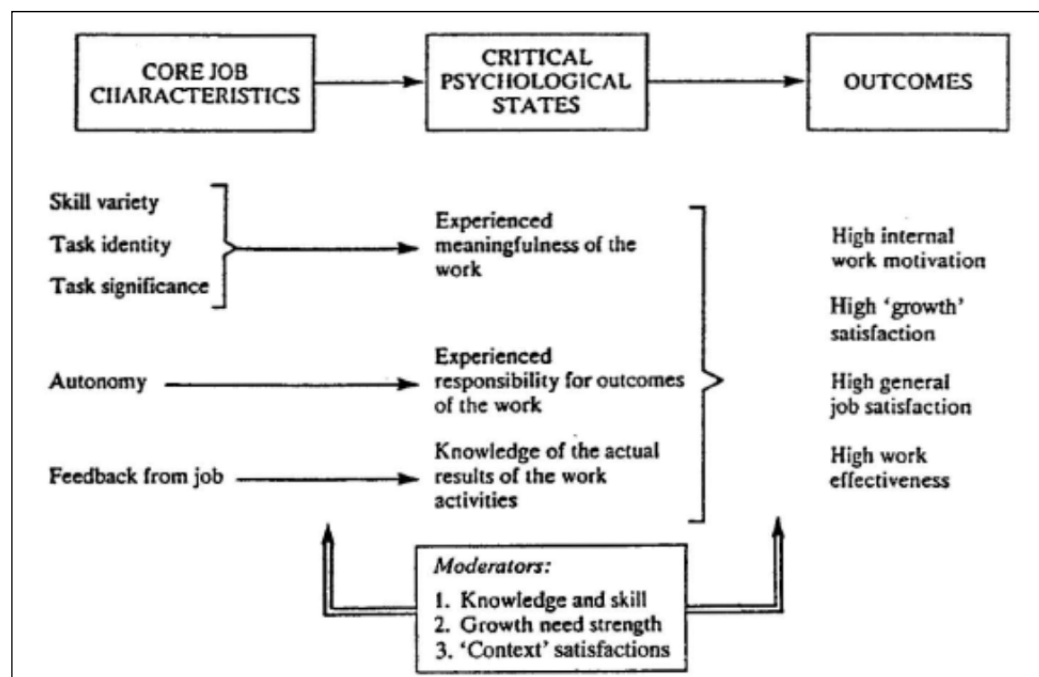 CORE JOB
CHARACTERISTICS
CRITICAL
PSYCHOLOGICAL
STATES
OUTCOMES
Skill variety
Task identity
Task significance
Experienced
meaningfulness of the
work
Autonomy
Experienced
responsibility for outcomes
of the work
Feedback from job
Knowledge of the actual
results of the work
activities
High internal
work motivation
High ‘growth’
satisfaction
High general
job satisfaction
High work
effectiveness
Moderators:
1. Knowledge and skill
2. Growth need strength
3. ‘Context’ satisfactions